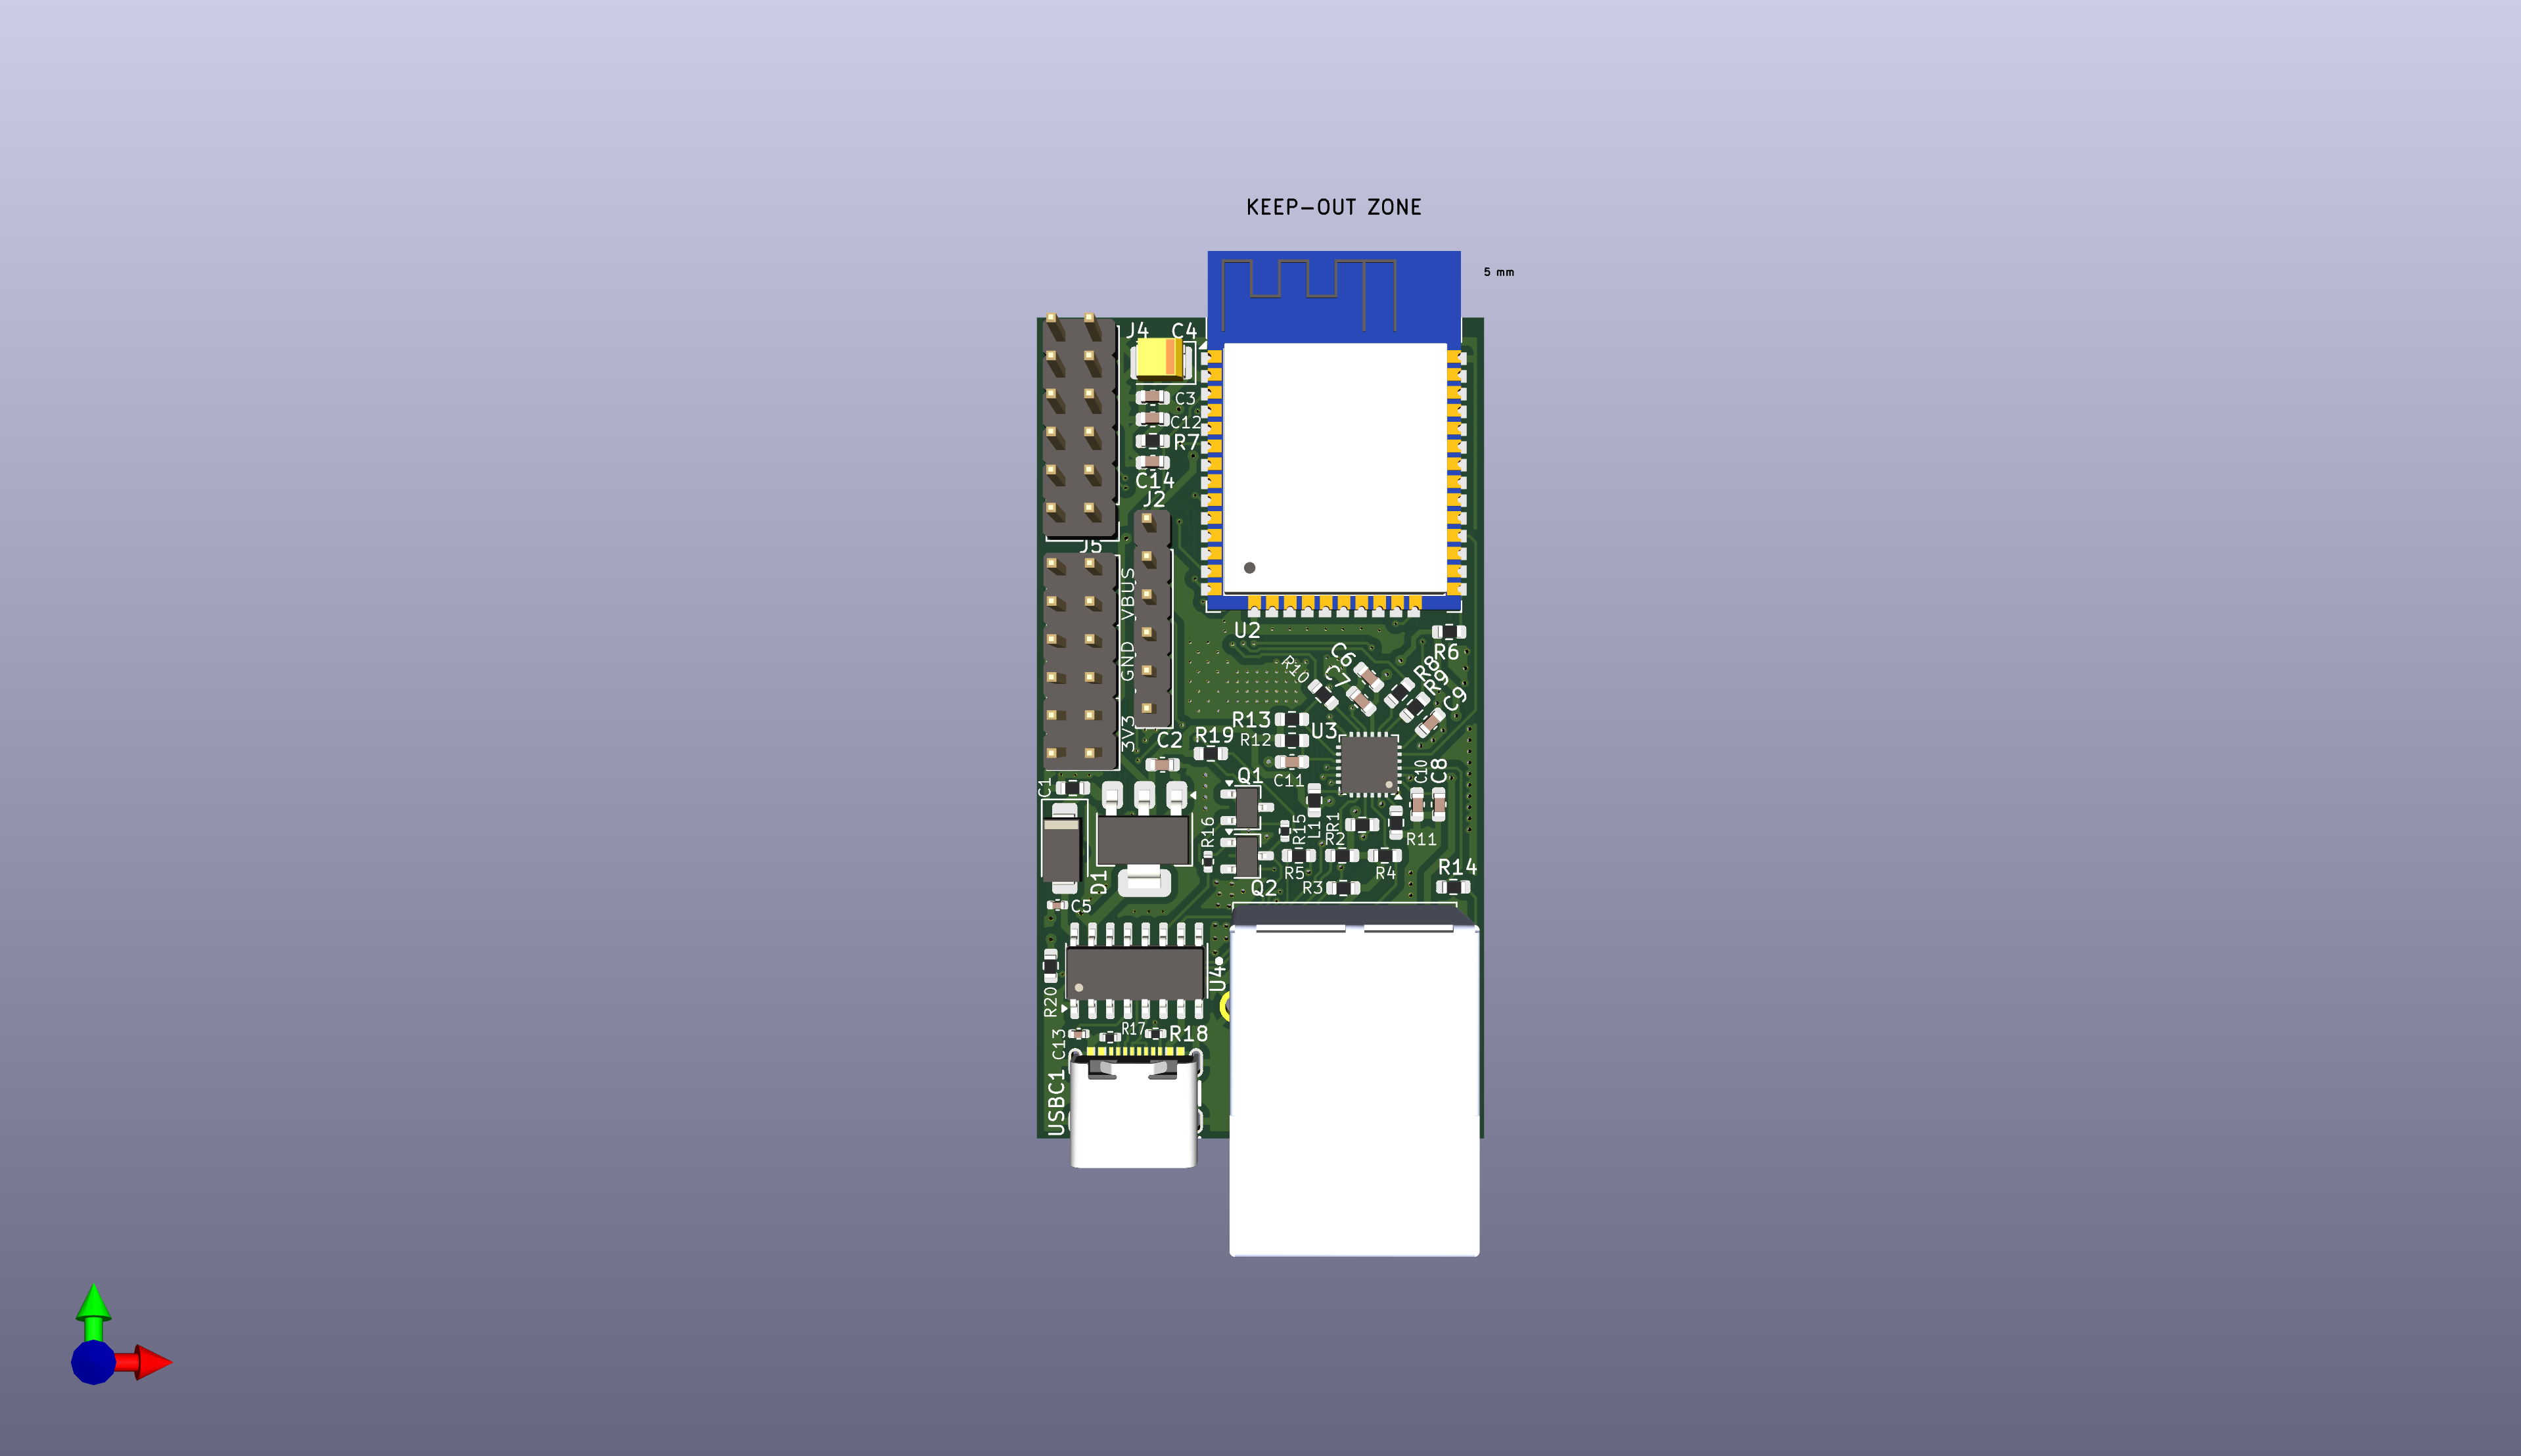 KEEP-OUT ZONE
5 mm
J4
C4
C3
C12
R7
C14
J2
J5
VBUS
GND
3V3
U2
R6
R10
C6
C7
R8
R9
C9
R13
R12
U3
C2
R19
C11
C1
Q1
C10
C8
R16
R15
L1
R1
R2
R11
R5
R4
R14
D1
Q2
R3
C5
U4
R20
C13
R17
R18
USBC1